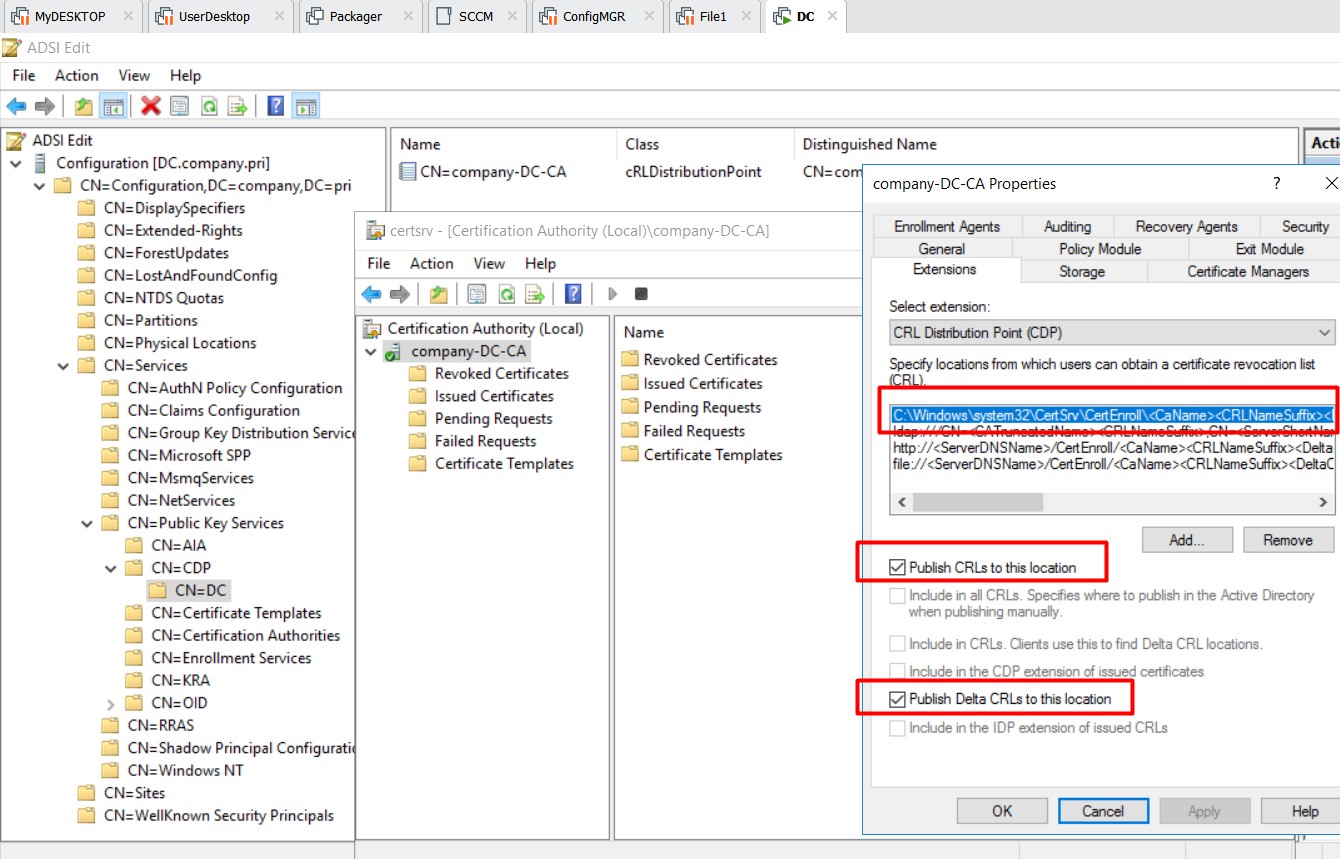 MyDESKTOP
UserDesktop
Packager
SCCM
ConfigMGR
File1
DC
ADSI Edit
File Action View Help
ADSI Edit
Configuration [DC.company.pri]
CN=Configuration,DC=company,DC=pri
CN=DisplaySpecifiers
CN=Extended-Rights
CN=ForestUpdates
CN=LostAndFoundConfig
CN=NTDS Quotas
CN=Partitions
CN=Physical Locations
CN=Services
CN=AuthN Policy Configuration
CN=Claims Configuration
CN=Group Key Distribution Service
CN=Microsoft SPP
CN=MsmqServices
CN=NetServices
CN=Public Key Services
CN=AIA
CN=CDP
CN=DC
CN=Certificate Templates
CN=Certification Authorities
CN=Enrollment Services
CN=KRA
CN=OID
CN=RRAS
CN=Shadow Principal Configuratio
CN=Windows NT
CN=Sites
CN=WellKnown Security Principals
Name Class Distinguished Name
CN=company-DC-CA cRLDistributionPoint CN=com
Acti
certsrv - [Certification Authority (Local)\company-DC-CA]
File Action View Help
Certification Authority (Local)
company-DC-CA
Revoked Certificates
Issued Certificates
Pending Requests
Failed Requests
Certificate Templates
Name
Revoked Certificates
Issued Certificates
Pending Requests
Failed Requests
Certificate Templates
company-DC-CA Properties
Enrollment Agents Auditing Recovery Agents Security
General Policy Module Exit Module
Extensions Storage Certificate Managers
Select extension:
CRL Distribution Point (CDP)
Specify locations from which users can obtain a certificate revocation list
(CRL).
C:\Windows\system32\CertSrv\CertEnroll\<CaName><CRLNameSuffix><
ldap:///CN=<CATruncatedName><CRLNameSuffix>,CN=<ServerShortNa
http://<ServerDNSName>/CertEnroll/<CaName><CRLNameSuffix><Delta
file://<ServerDNSName>/CertEnroll/<CaName><CRLNameSuffix><DeltaC
Add... Remove
Publish CRLs to this location
Include in all CRLs. Specifies where to publish in the Active Directory
when publishing manually.
Include in CRLs. Clients use this to find Delta CRL locations.
Include in the CDP extension of issued certificates
Publish Delta CRLs to this location
Include in the IDP extension of issued CRLs
OK Cancel Apply Help